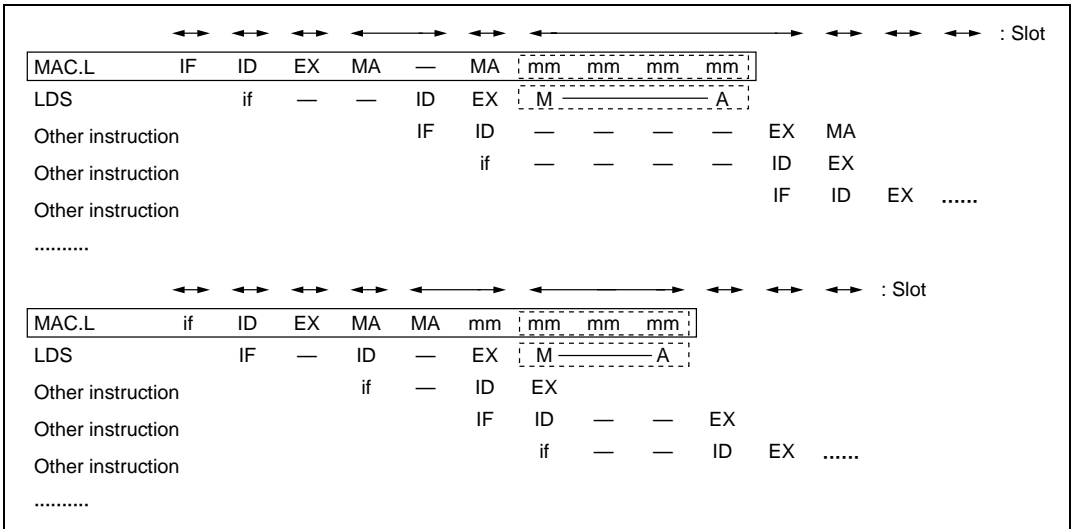 : Slot
MAC.L IF ID EX MA — MA mm mm mm mm
LDS if — — ID EX M A
Other instruction IF ID — — — — EX MA
Other instruction if — — — — ID EX
Other instruction IF ID EX ......
..........
: Slot
MAC.L if ID EX MA MA mm mm mm mm
LDS IF — ID — EX M A
Other instruction if — ID EX
Other instruction IF ID — — EX
Other instruction if — — ID EX ......
..........